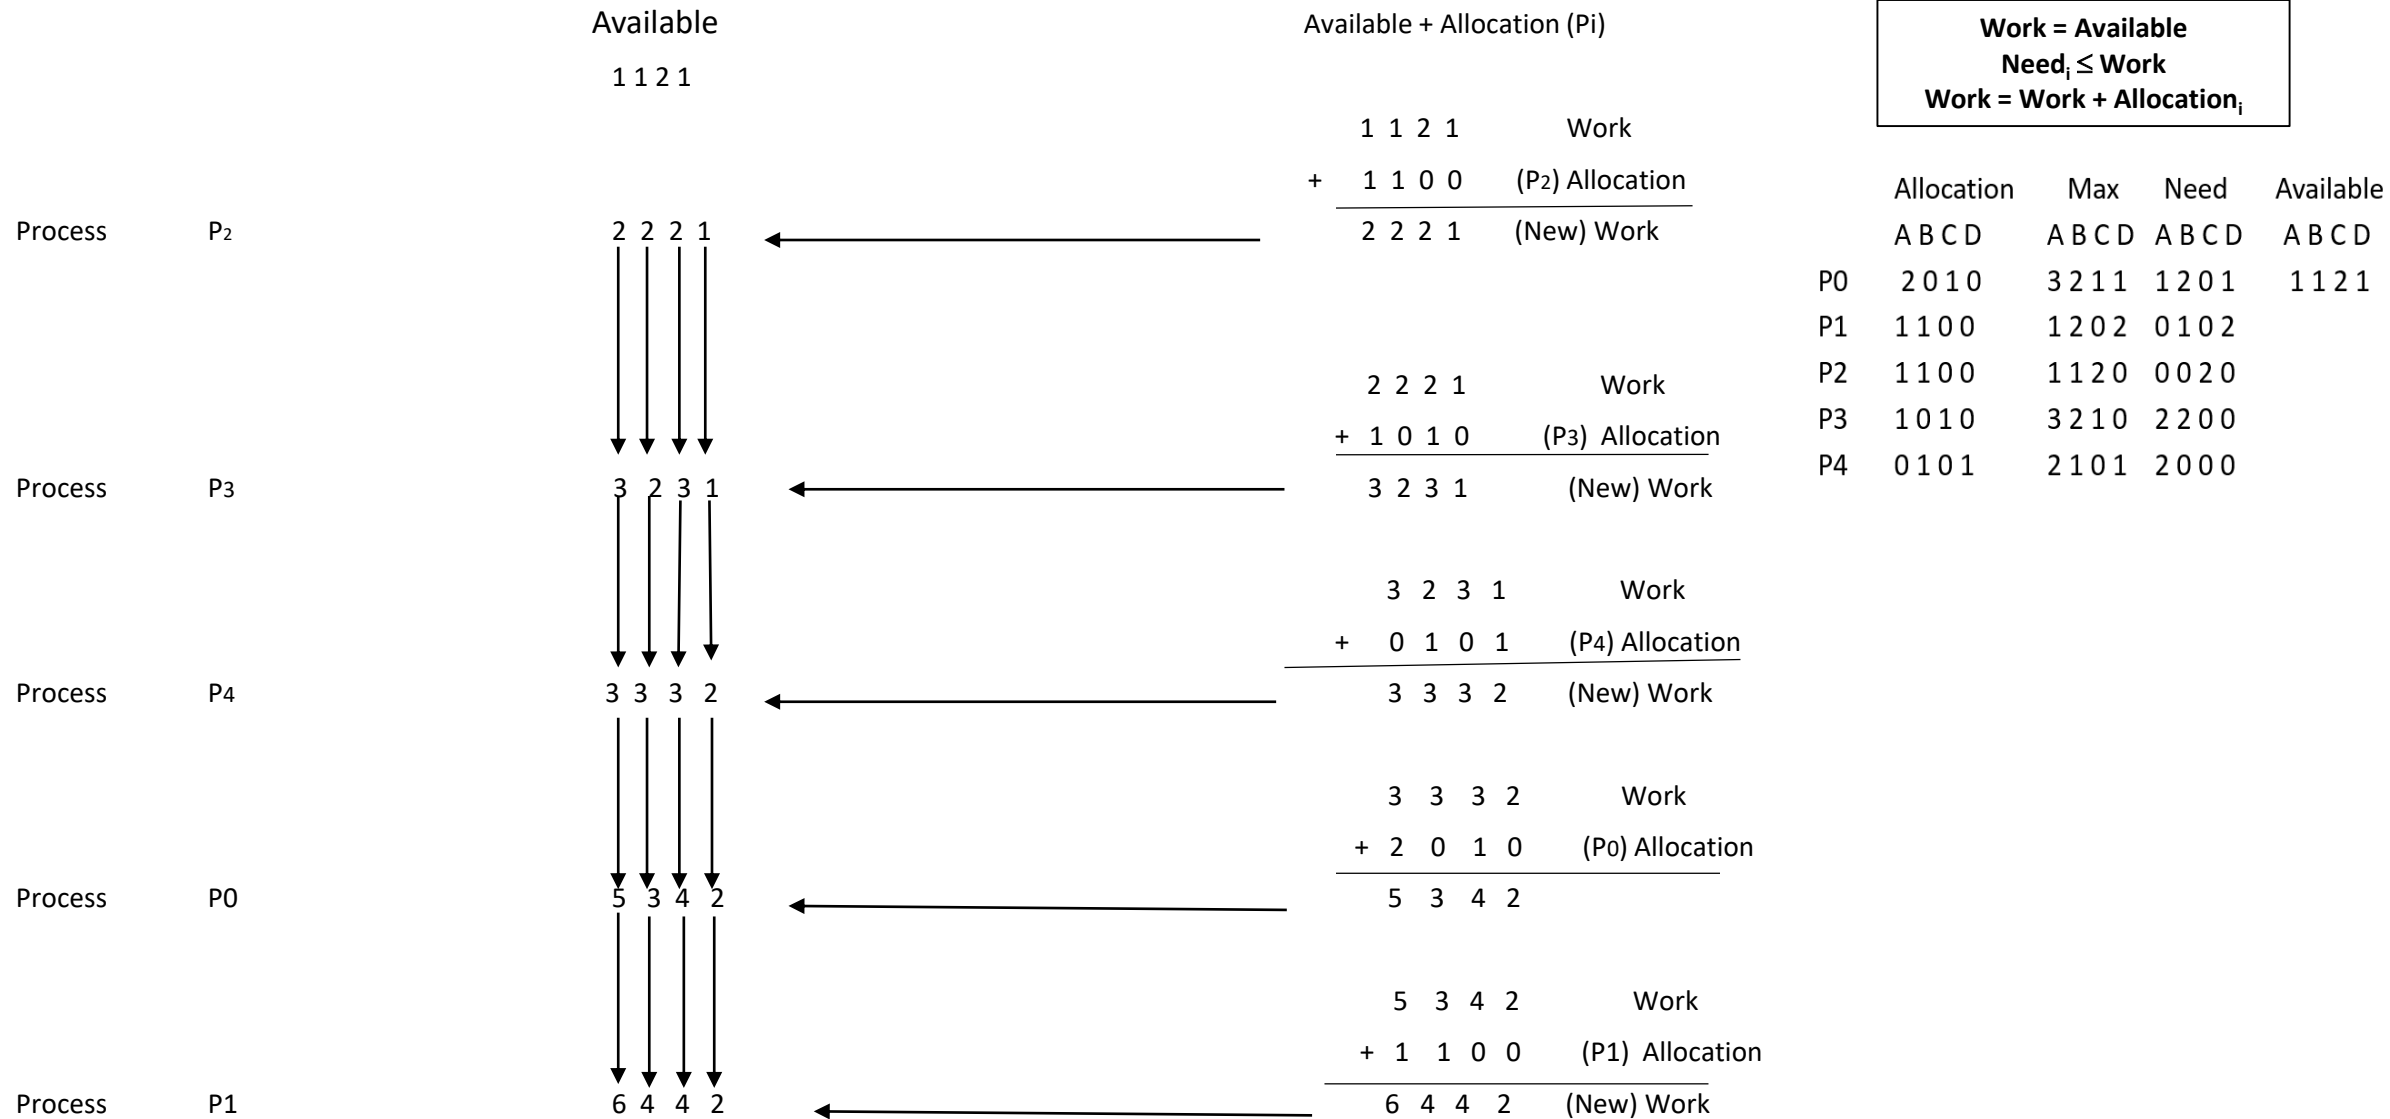 Available
1 1 2 1
Process P2 2 2 2 1
Process P3 3 2 3 1
Process P4 3 3 3 2
Process P0 5 3 4 2
Process P1 6 4 4 2
Available + Allocation (Pi)
1 1 2 1 Work
+ 1 1 0 0 (P2) Allocation
2 2 2 1 (New) Work
2 2 2 1 Work
+ 1 0 1 0 (P3) Allocation
3 2 3 1 (New) Work
3 2 3 1 Work
+ 0 1 0 1 (P4) Allocation
3 3 3 2 (New) Work
3 3 3 2 Work
+ 2 0 1 0 (P0) Allocation
5 3 4 2
5 3 4 2 Work
+ 1 1 0 0 (P1) Allocation
6 4 4 2 (New) Work
Work = Available
Needi ≤ Work
Work = Work + Allocationi
Allocation Max Need Available
A B C D A B C D A B C D A B C D
P0 2 0 1 0 3 2 1 1 1 2 0 1 1 1 2 1
P1 1 1 0 0 1 2 0 2 0 1 0 2
P2 1 1 0 0 1 1 2 0 0 0 2 0
P3 1 0 1 0 3 2 1 0 2 2 0 0
P4 0 1 0 1 2 1 0 1 2 0 0 0